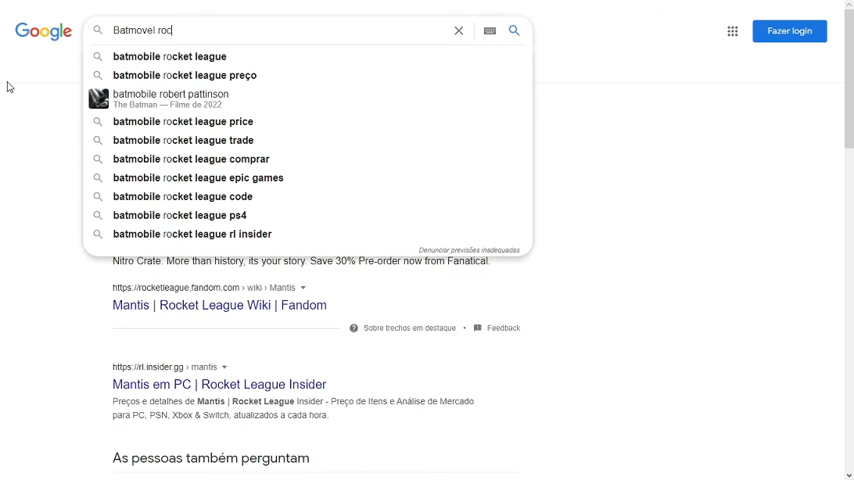 Google
Batmovel roc
Fazer login
batmobile rocket league
batmobile rocket league preço
batmobile robert pattinson
The Batman — Filme de 2022
batmobile rocket league price
batmobile rocket league trade
batmobile rocket league comprar
batmobile rocket league epic games
batmobile rocket league code
batmobile rocket league ps4
batmobile rocket league rl insider
Denunciar previsões inadequadas
Nitro Crate. More than history, its your story. Save 30% Pre-order now from Fanatical.
https://rocketleague.fandom.com › wiki › Mantis
Mantis | Rocket League Wiki | Fandom
Sobre trechos em destaque • Feedback
https://rl.insider.gg › mantis
Mantis em PC | Rocket League Insider
Preços e detalhes de Mantis | Rocket League Insider - Preço de Itens e Análise de Mercado
para PC, PSN, Xbox & Switch, atualizados a cada hora.
As pessoas também perguntam